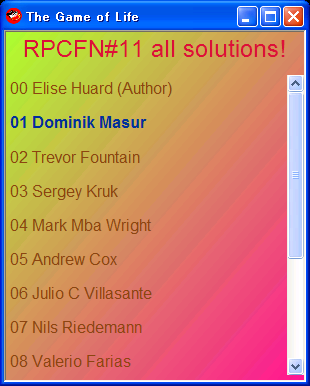 The Game of Life
RPCFN#11 all solutions!
00 Elise Huard (Author)
01 Dominik Masur
02 Trevor Fountain
03 Sergey Kruk
04 Mark Mba Wright
05 Andrew Cox
06 Julio C Villasante
07 Nils Riedemann
08 Valerio Farias